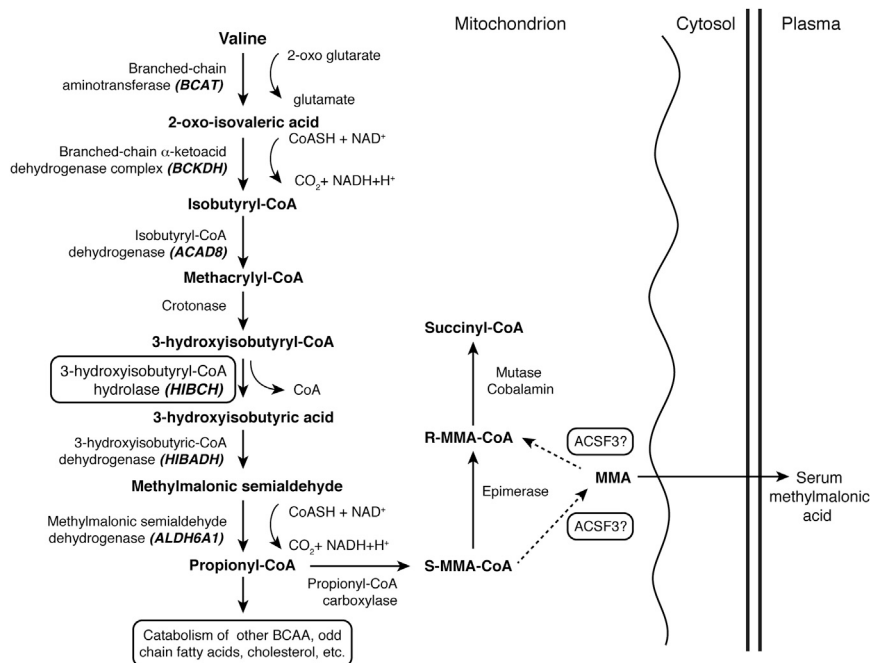 Mitochondrion
Cytosol
Plasma
Valine
Branched-chain
aminotransferase (BCAT)
2-oxo glutarate
glutamate
2-oxo-isovaleric acid
Branched-chain α-ketoacid
dehydrogenase complex (BCKDH)
CoASH + NAD⁺
CO₂+ NADH+H⁺
Isobutyryl-CoA
Isobutyryl-CoA
dehydrogenase (ACAD8)
Methacrylyl-CoA
Crotonase
3-hydroxyisobutyryl-CoA
3-hydroxyisobutyryl-CoA
hydrolase (HIBCH)
CoA
3-hydroxyisobutyric acid
3-hydroxyisobutyric-CoA
dehydrogenase (HIBADH)
Methylmalonic semialdehyde
Methylmalonic semialdehyde
dehydrogenase (ALDH6A1)
CoASH + NAD⁺
CO₂+ NADH+H⁺
Propionyl-CoA
Propionyl-CoA
carboxylase
Catabolism of other BCAA, odd
chain fatty acids, cholesterol, etc.
Succinyl-CoA
Mutase
Cobalamin
R-MMA-CoA
ACSF3?
Epimerase
MMA
ACSF3?
S-MMA-CoA
Serum
methylmalonic
acid